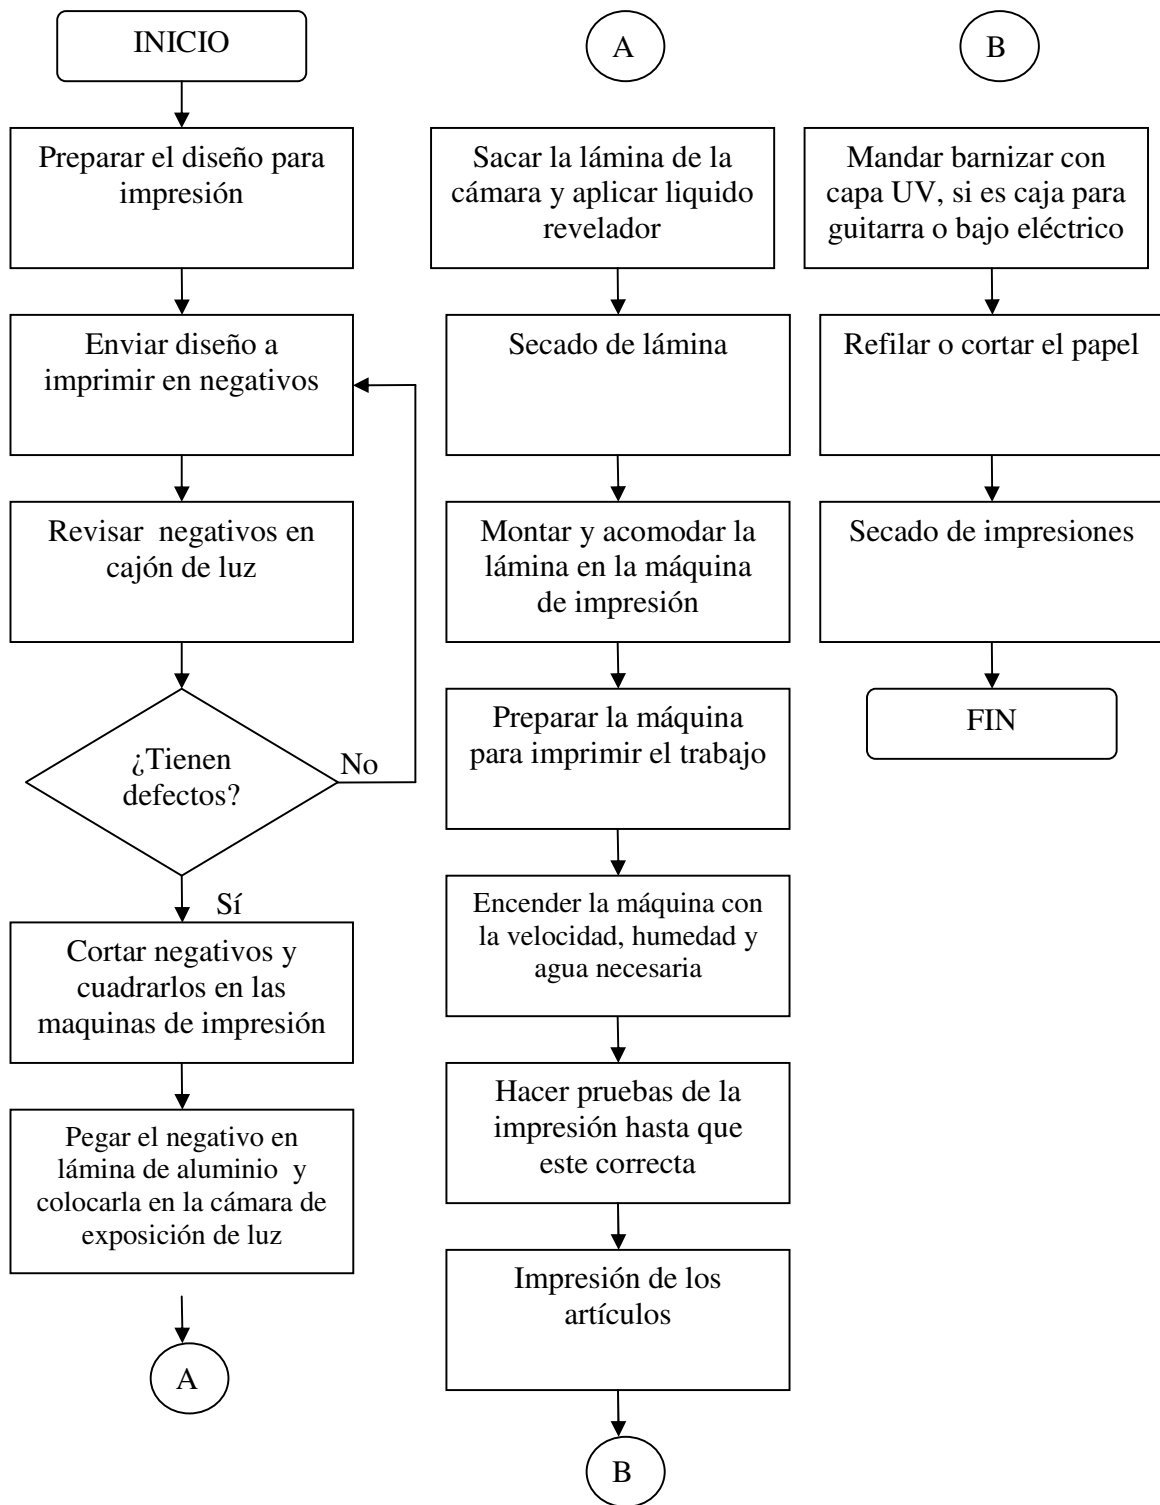 INICIO
Preparar el diseño para
impresión
Enviar diseño a
imprimir en negativos
Revisar negativos en
cajón de luz
¿Tienen
defectos?
No
Sí
Cortar negativos y
cuadrarlos en las
maquinas de impresión
Pegar el negativo en
lámina de aluminio y
colocarla en la cámara de
exposición de luz
A
A
Sacar la lámina de la
cámara y aplicar liquido
revelador
Secado de lámina
Montar y acomodar la
lámina en la máquina
de impresión
Preparar la máquina
para imprimir el trabajo
Encender la máquina con
la velocidad, humedad y
agua necesaria
Hacer pruebas de la
impresión hasta que
este correcta
Impresión de los
artículos
B
B
Mandar barnizar con
capa UV, si es caja para
guitarra o bajo eléctrico
Refilar o cortar el papel
Secado de impresiones
FIN